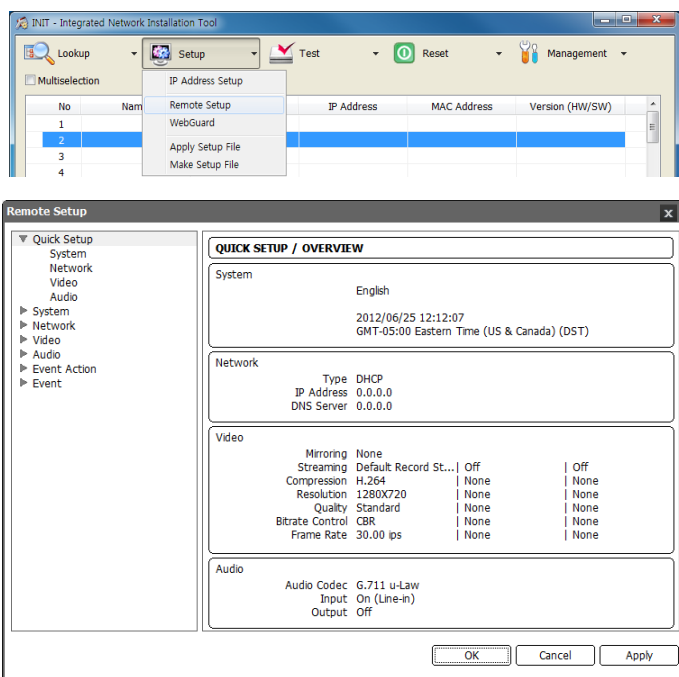 INIT - Integrated Network Installation Tool
Lookup Setup Test Reset Management
Multiselection
IP Address Setup
Remote Setup
WebGuard
Apply Setup File
Make Setup File
No Nam IP Address MAC Address Version (HW/SW)
1
2
3
4
Remote Setup
Quick Setup
System
Network
Video
Audio
System
Network
Video
Audio
Event Action
Event
QUICK SETUP / OVERVIEW
System
English
2012/06/25 12:12:07
GMT-05:00 Eastern Time (US & Canada) (DST)
Network
Type DHCP
IP Address 0.0.0.0
DNS Server 0.0.0.0
Video
Mirroring None
Streaming Default Record St...| Off | Off
Compression H.264 | None | None
Resolution 1280X720 | None | None
Quality Standard | None | None
Bitrate Control CBR | None | None
Frame Rate 30.00 ips | None | None
Audio
Audio Codec G.711 u-Law
Input On (Line-in)
Output Off
OK Cancel Apply